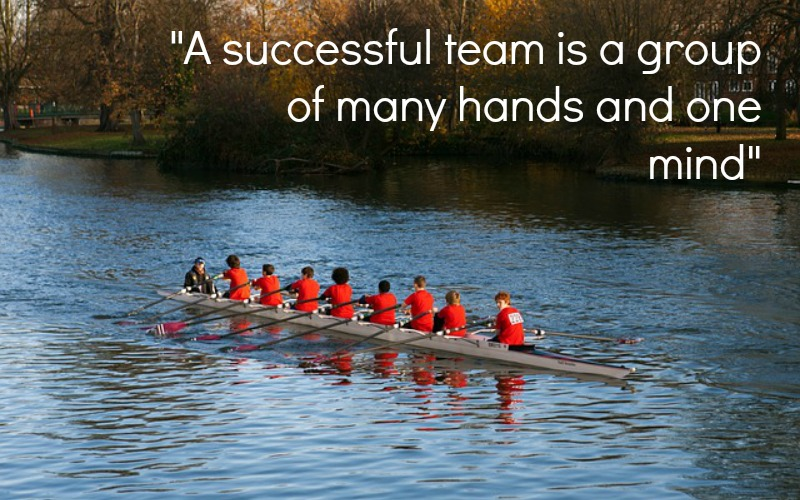 "A successful team is a group
of many hands and one
mind"